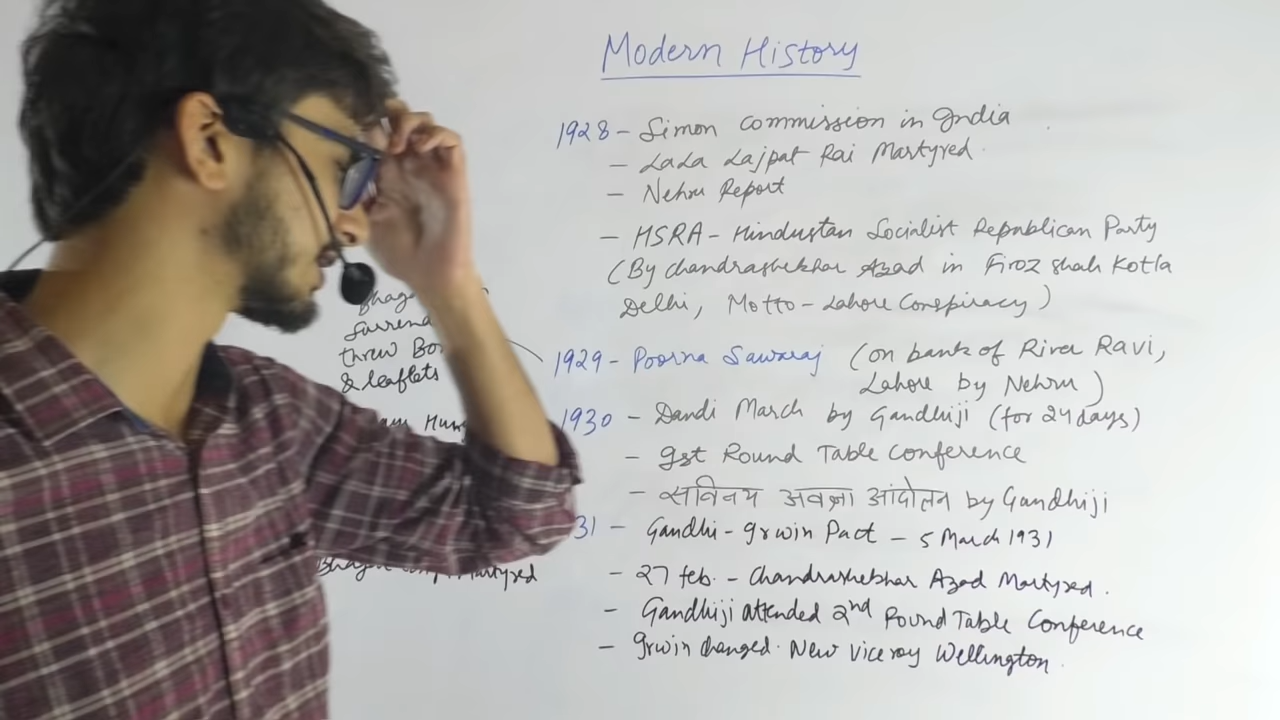 Modern History
1928 - Simon commission in India
- LaLa Lajpat Rai Martyred
- Nehru Report
- HSRA - Hindustan Socialist Republican Party
(By chandrashekhar Azad in Firoz shah Kotla
Delhi, Motto - Lahore Conspiracy)
1929 - Poorna Sawaraj (on bank of River Ravi,
Lahore by Nehru)
1930 - Dandi March by Gandhiji (for 24 days)
- Ist Round Table Conference
- सविनय अवज्ञा आंदोलन by Gandhiji
31 - Gandhi - Irwin Pact - 5 March 1931
- 27 feb. - Chandrashekhar Azad Martyred.
- Gandhiji attended 2nd Round Table Conference
- Irwin changed. New viceroy Wellington.
threw
& leaflets
Martyred